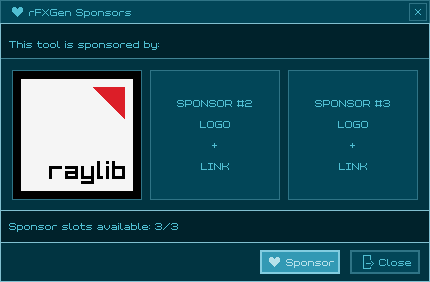 rFXGen Sponsors
This tool is sponsored by:
raylib
SPONSOR #2
LOGO
+
LINK
SPONSOR #3
LOGO
+
LINK
Sponsor slots available: 3/3
Sponsor
Close